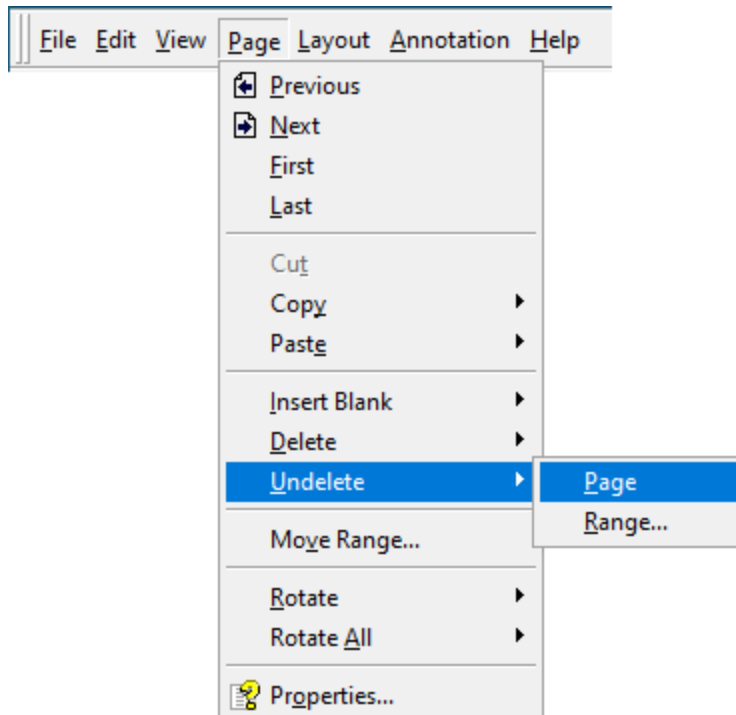 File Edit View Page Layout Annotation Help
Previous
Next
First
Last
Cut
Copy
Paste
Insert Blank
Delete
Undelete
Page
Range...
Move Range...
Rotate
Rotate All
Properties...